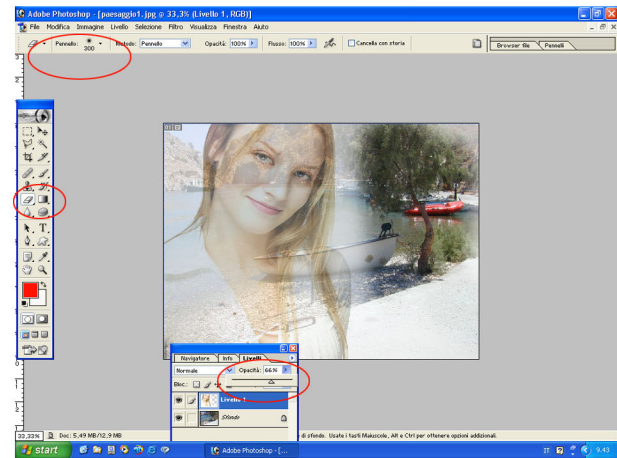 Adobe Photoshop - [paesaggio1.jpg @ 33,3% (Livello 1, RGB)]
File Modifica Immagine Livello Selezione Filtro Visualizza Finestra Aiuto
Pennello: 300 Metodo: Pennello Opacità: 100% Flusso: 100% Cancella con storia Browser file Pennelli
Navigatore Info Livelli
Normale Opacità: 66%
Bloc.:
Livello 1
Sfondo
33,33% Doc: 5,49 MB/12,9 MB di sfondo. Usate i tasti Maiuscole, Alt e Ctrl per ottenere opzioni addizionali.
start Adobe Photoshop - [... IT 9.43